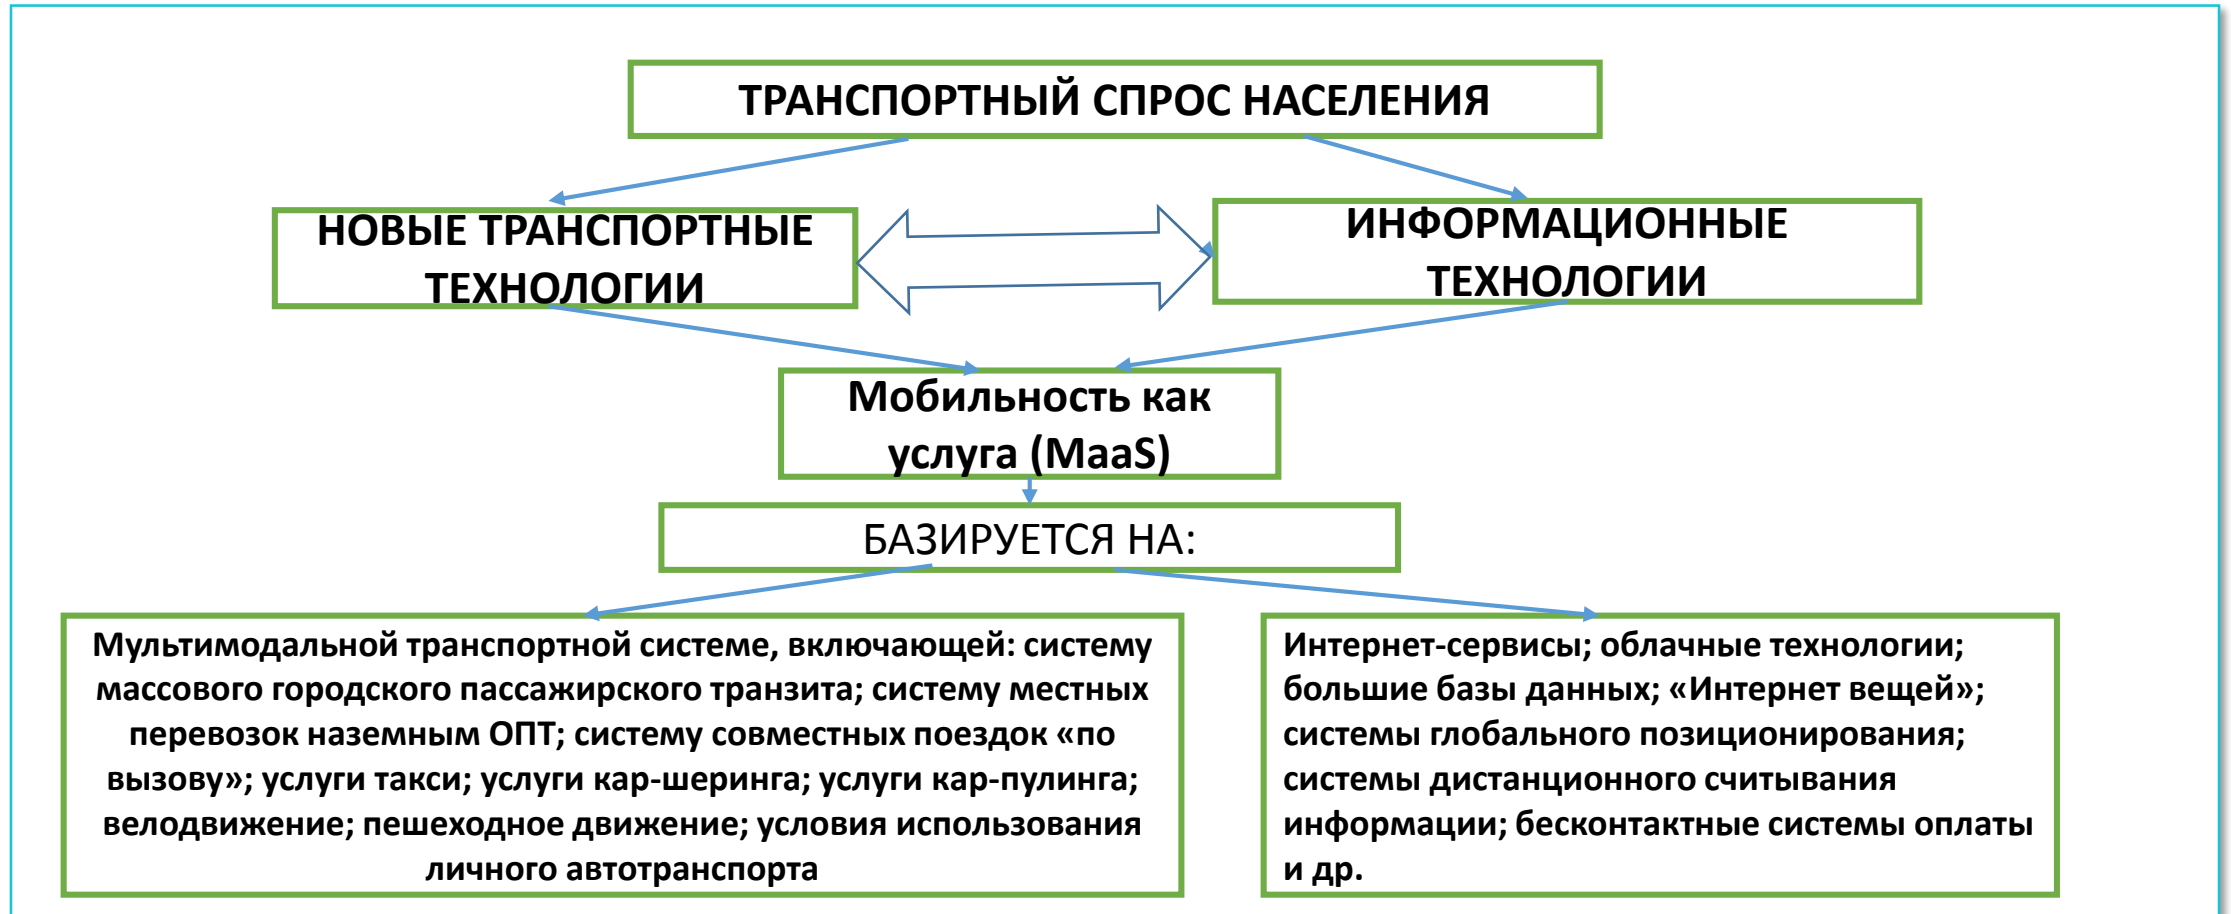 ТРАНСПОРТНЫЙ СПРОС НАСЕЛЕНИЯ
НОВЫЕ ТРАНСПОРТНЫЕ
ТЕХНОЛОГИИ
ИНФОРМАЦИОННЫЕ
ТЕХНОЛОГИИ
Мобильность как
услуга (MaaS)
БАЗИРУЕТСЯ НА:
Мультимодальной транспортной системе, включающей: систему
массового городского пассажирского транзита; систему местных
перевозок наземным ОПТ; систему совместных поездок «по
вызову»; услуги такси; услуги кар-шеринга; услуги кар-пулинга;
велодвижение; пешеходное движение; условия использования
личного автотранспорта
Интернет-сервисы; облачные технологии;
большие базы данных; «Интернет вещей»;
системы глобального позиционирования;
системы дистанционного считывания
информации; бесконтактные системы оплаты
и др.